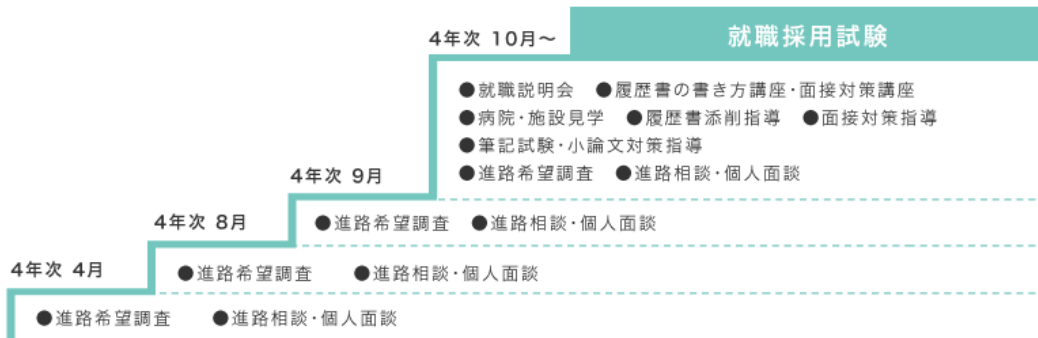 4年次 10月〜 就職採用試験
●就職説明会 ●履歴書の書き方講座・面接対策講座
●病院・施設見学 ●履歴書添削指導 ●面接対策指導
●筆記試験・小論文対策指導
●進路希望調査 ●進路相談・個人面談
4年次 9月
●進路希望調査 ●進路相談・個人面談
4年次 8月
●進路希望調査 ●進路相談・個人面談
4年次 4月
●進路希望調査 ●進路相談・個人面談